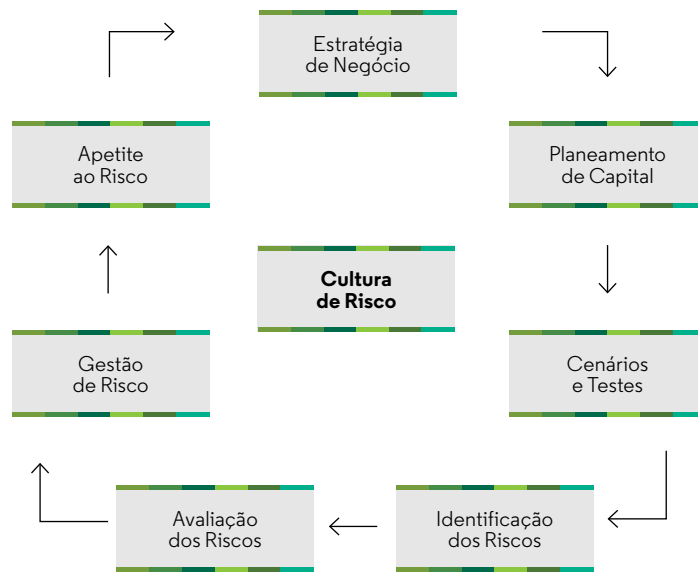 Estratégia
de Negócio
Apetite
ao Risco
Planeamento
de Capital
Cultura
de Risco
Gestão
de Risco
Cenários
e Testes
Avaliação
dos Riscos
Identificação
dos Riscos